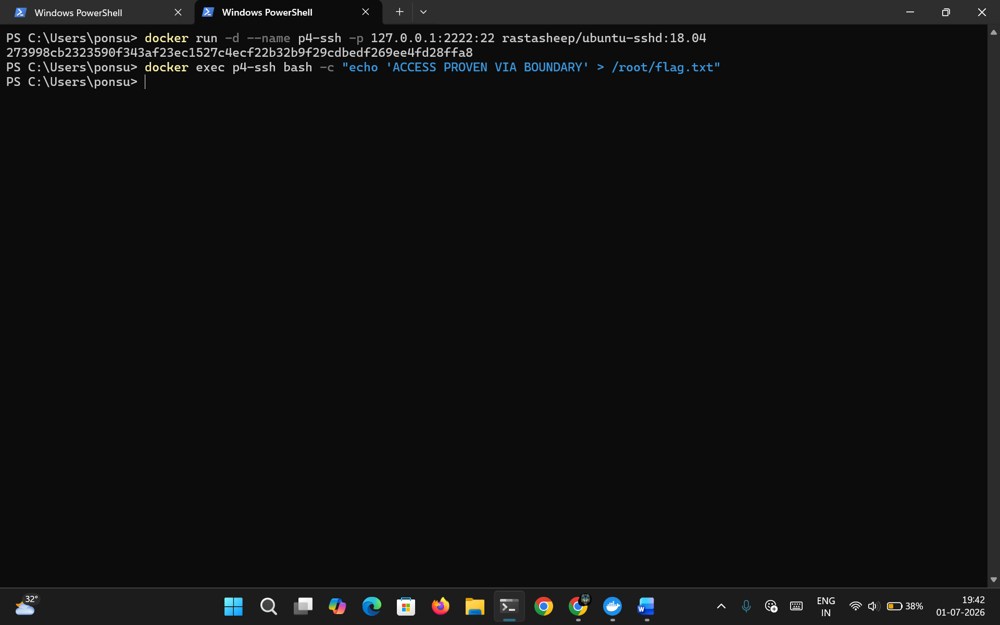 Windows PowerShell
Windows PowerShell
PS C:\Users\ponsu> docker run -d --name p4-ssh -p 127.0.0.1:2222:22 rastasheep/ubuntu-sshd:18.04
273998cb2323590f343af23ec1527c4ecf22b32b9f29cdbedf269ee4fd28ffa8
PS C:\Users\ponsu> docker exec p4-ssh bash -c "echo 'ACCESS PROVEN VIA BOUNDARY' > /root/flag.txt"
PS C:\Users\ponsu>
32°
W
ENG
IN
38%
19:42
01-07-2026